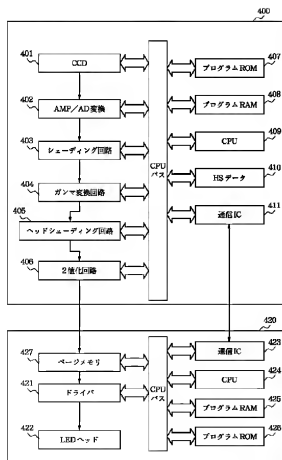 400
401
CCD
402
AMP／AD変換
403
シェーディング回路
404
ガンマ変換回路
405
ヘッドシェーディング回路
406
2値化回路
CPU
バス
407
プログラムROM
408
プログラムRAM
409
CPU
410
HSデータ
411
通信IC
420
427
ページメモリ
421
ドライバ
422
LEDヘッド
CPU
バス
423
通信IC
424
CPU
425
プログラムRAM
426
プログラムROM